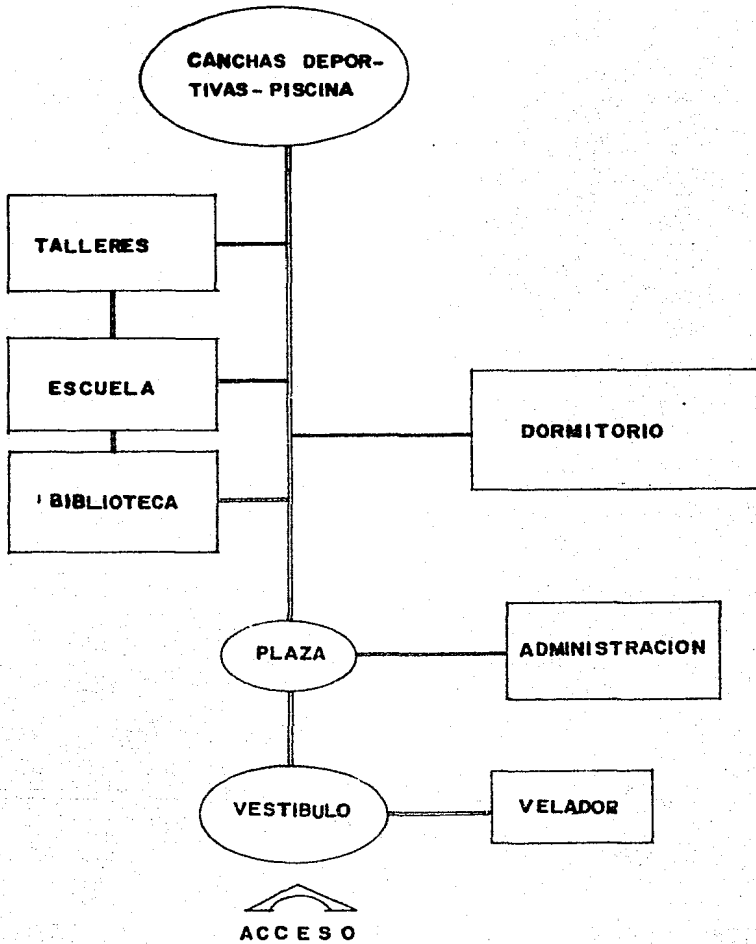 CANCHAS DEPOR-
TIVAS - PISCINA
TALLERES
ESCUELA
DORMITORIO
BIBLIOTECA
PLAZA
ADMINISTRACION
VESTIBULO
VELADOR
ACCESO